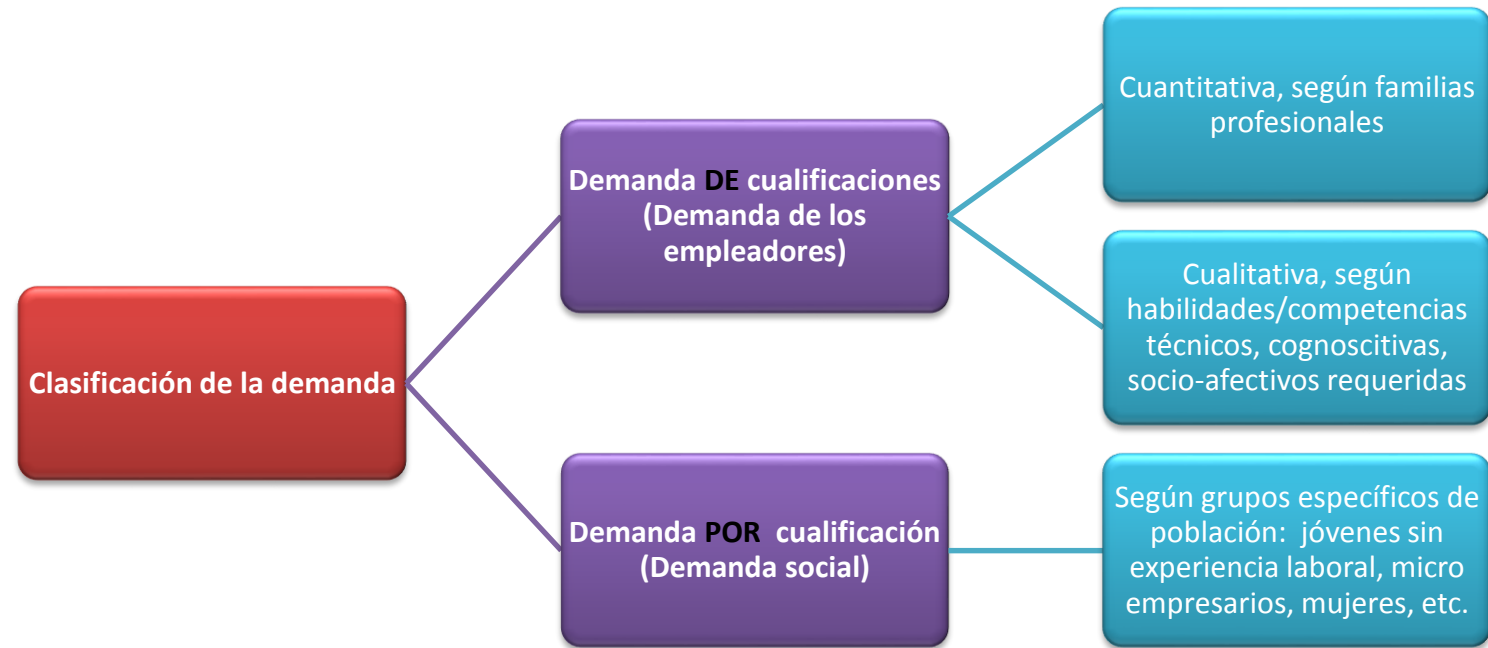 Clasificación de la demanda
Demanda DE cualificaciones
(Demanda de los
empleadores)
Cuantitativa, según familias
profesionales
Cualitativa, según
habilidades/competencias
técnicos, cognoscitivas,
socio-afectivos requeridas
Demanda POR cualificación
(Demanda social)
Según grupos específicos de
población: jóvenes sin
experiencia laboral, micro
empresarios, mujeres, etc.